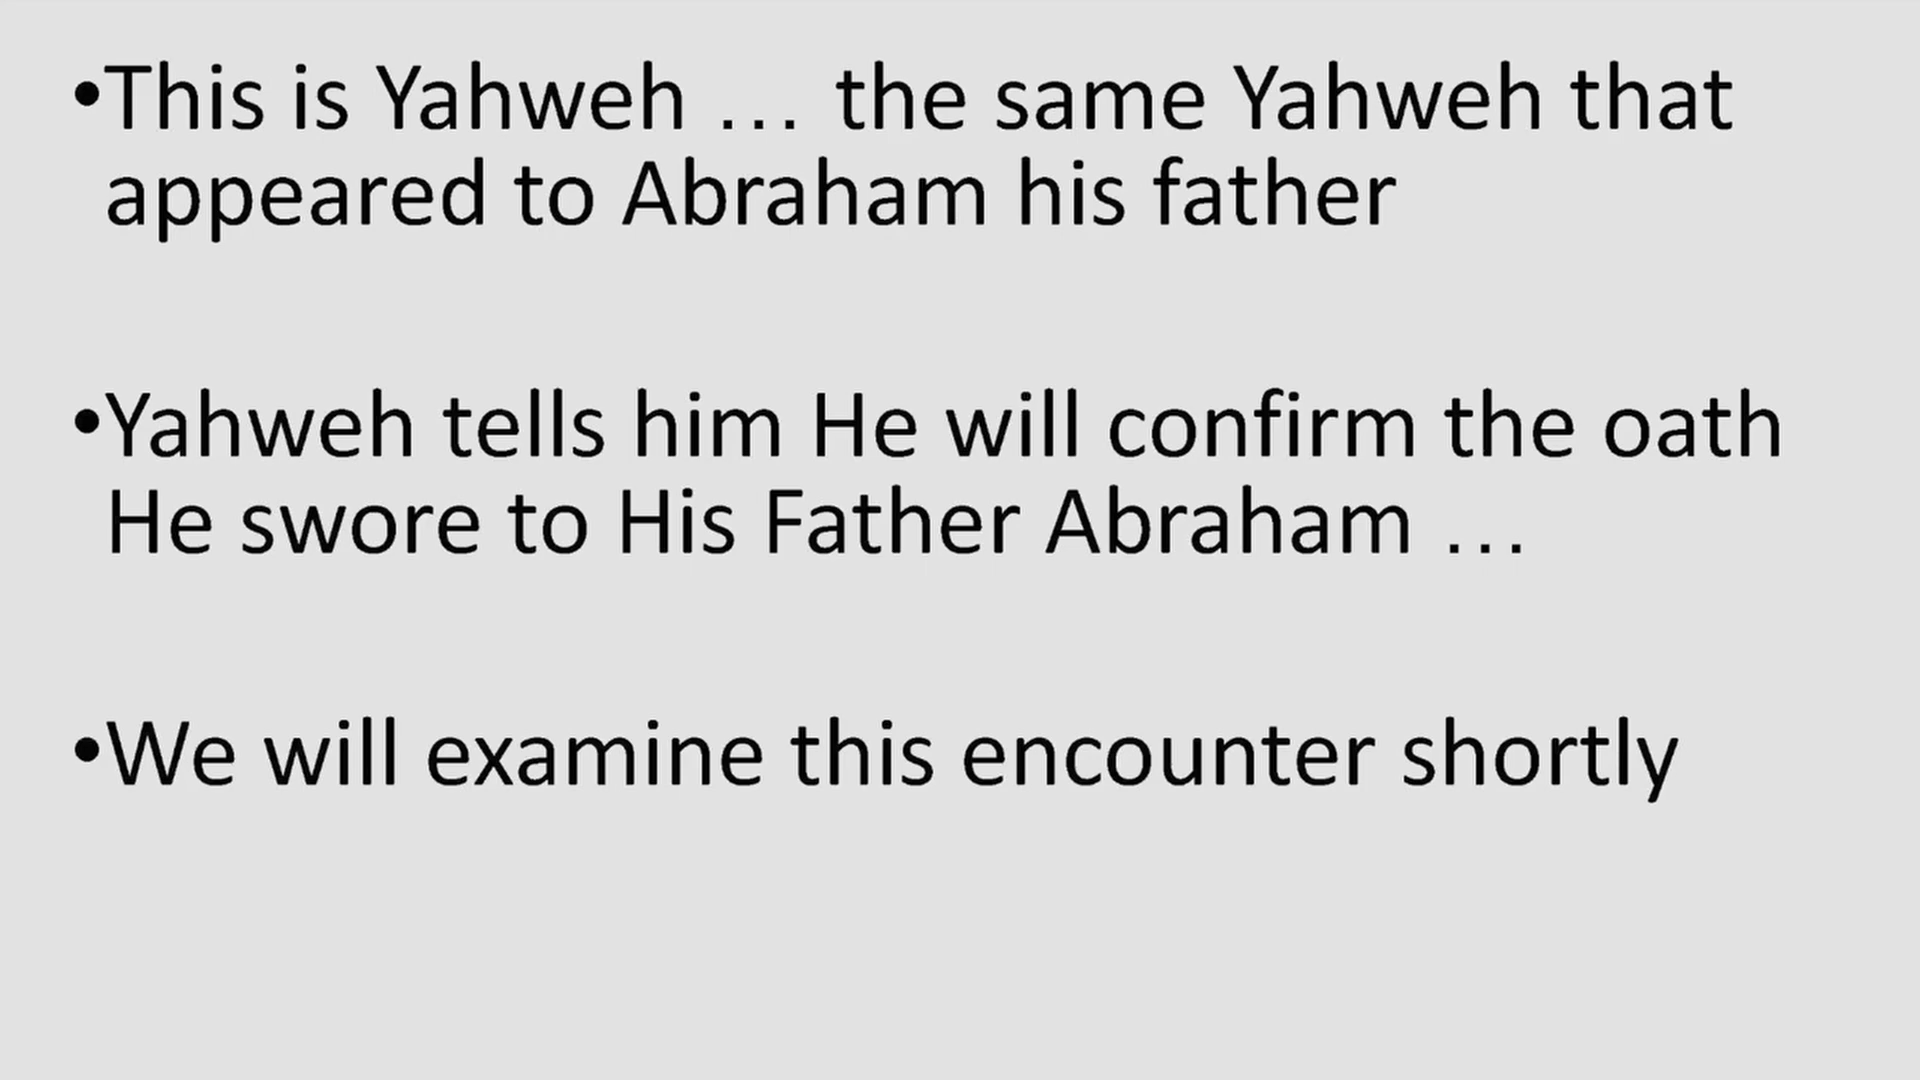 •This is Yahweh … the same Yahweh that
appeared to Abraham his father
•Yahweh tells him He will confirm the oath
He swore to His Father Abraham …
•We will examine this encounter shortly